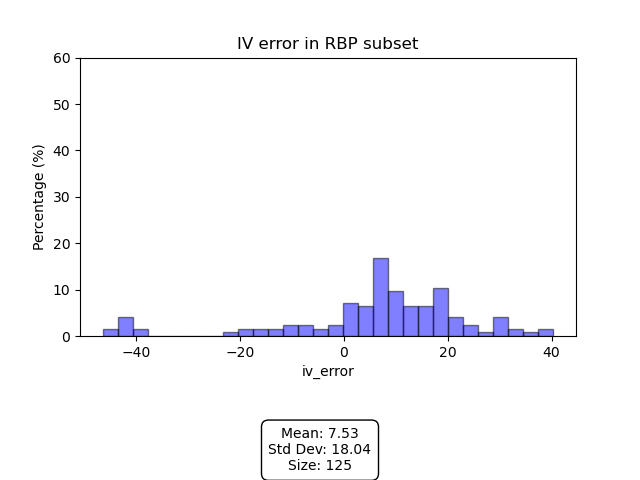 IV error in RBP subset
60
50
40
30
20
10
0
Percentage (%)
−40
−20
0
20
40
iv_error
Mean: 7.53
Std Dev: 18.04
Size: 125